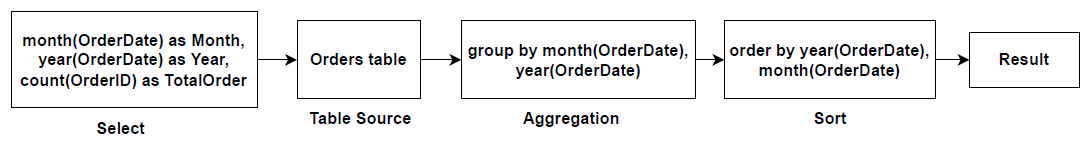 month(OrderDate) as Month,
year(OrderDate) as Year,
count(OrderID) as TotalOrder
Select
Orders table
Table Source
group by month(OrderDate),
year(OrderDate)
Aggregation
order by year(OrderDate),
month(OrderDate)
Sort
Result